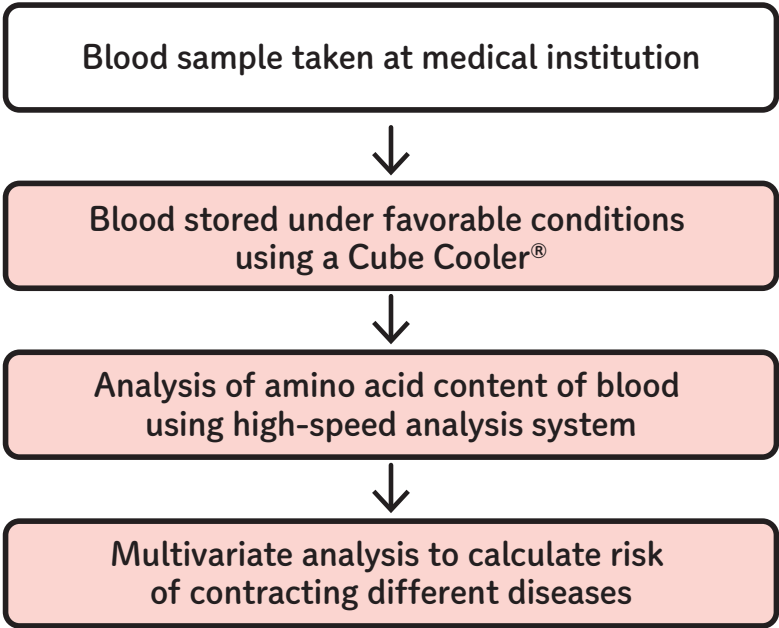 Blood sample taken at medical institution
Blood stored under favorable conditions
using a Cube Cooler®
Analysis of amino acid content of blood
using high-speed analysis system
Multivariate analysis to calculate risk
of contracting different diseases